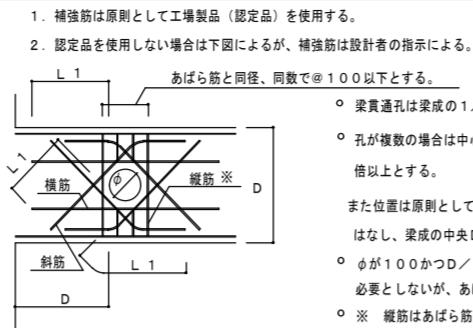 １．補強筋は原則として工場製品（認定品）を使用する。
２．認定品を使用しない場合は下図によるが、補強筋は設計者の指示による。
Ｌ１
あばら筋と同径、同数で＠１００以下とする。
Ｌ１
横筋
φ
縦筋 ※
Ｄ
斜筋
Ｌ１
Ｄ
° 梁貫通孔は梁成の１
° 孔が複数の場合は中
倍以上とする。
また位置は原則として
はなし、梁成の中央
° φが１００かつＤ／
必要としないが、あ
° ※ 縦筋はあばら筋